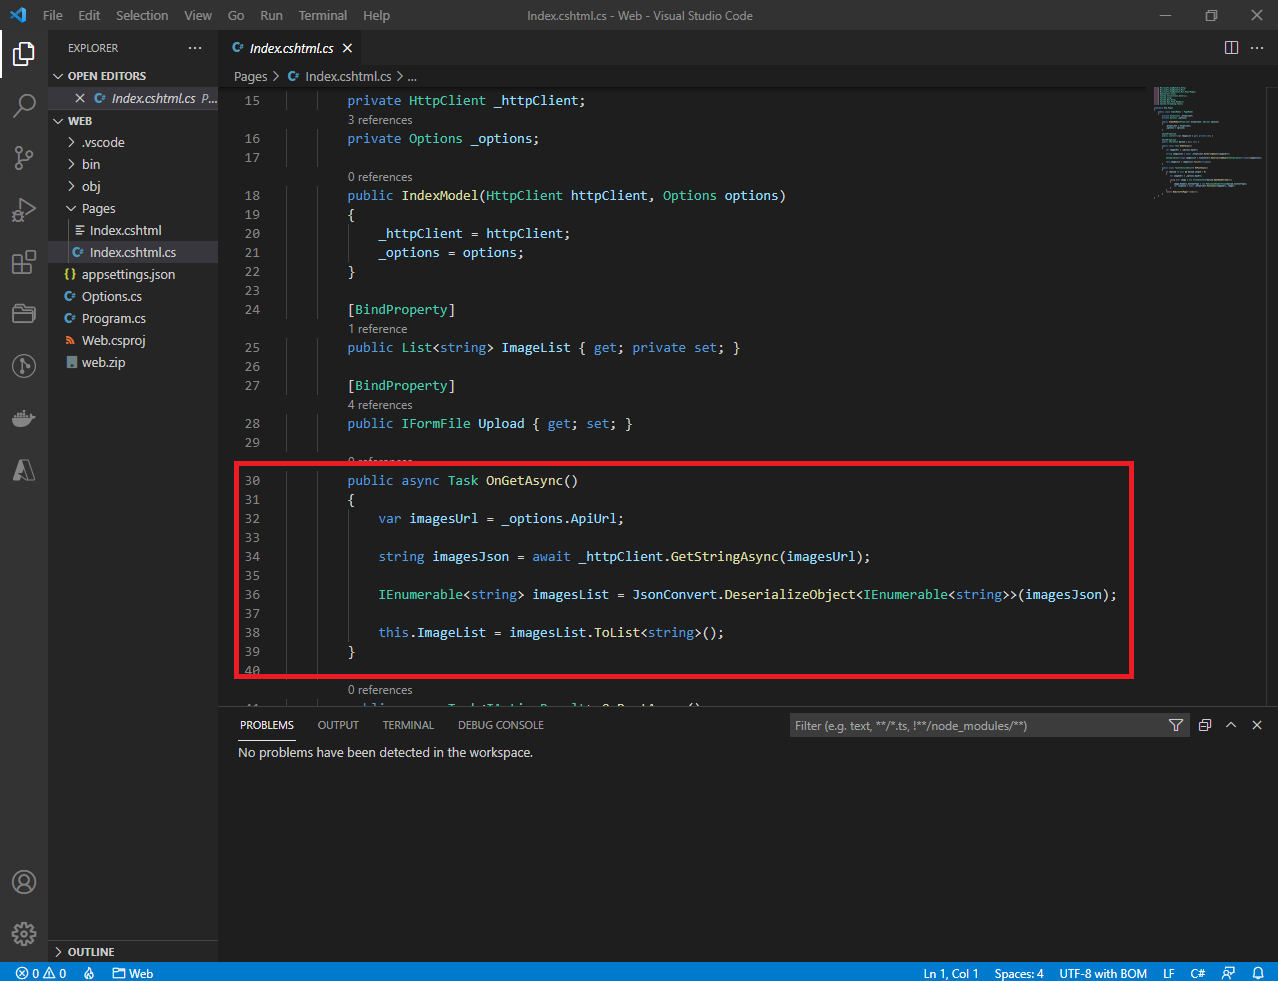 File Edit Selection View Go Run Terminal Help
Index.cshtml.cs - Web - Visual Studio Code
EXPLORER
OPEN EDITORS
Index.cshtml.cs P...
WEB
.vscode
bin
obj
Pages
Index.cshtml
Index.cshtml.cs
appsettings.json
Options.cs
Program.cs
Web.csproj
web.zip
OUTLINE
Index.cshtml.cs
Pages > Index.cshtml.cs > ...
15 private HttpClient _httpClient;
3 references
16 private Options _options;
17
0 references
18 public IndexModel(HttpClient httpClient, Options options)
19 {
20 _httpClient = httpClient;
21 _options = options;
22 }
23
24 [BindProperty]
1 reference
25 public List<string> ImageList { get; private set; }
26
27 [BindProperty]
4 references
28 public IFormFile Upload { get; set; }
29
0 references
30 public async Task OnGetAsync()
31 {
32 var imagesUrl = _options.ApiUrl;
33
34 string imagesJson = await _httpClient.GetStringAsync(imagesUrl);
35
36 IEnumerable<string> imagesList = JsonConvert.DeserializeObject<IEnumerable<string>>(imagesJson);
37
38 this.ImageList = imagesList.ToList<string>();
39 }
40
0 references
PROBLEMS OUTPUT TERMINAL DEBUG CONSOLE
Filter (e.g. text, **/*.ts, !**/node_modules/**)
No problems have been detected in the workspace.
0 0 Web
Ln 1, Col 1 Spaces: 4 UTF-8 with BOM LF C#